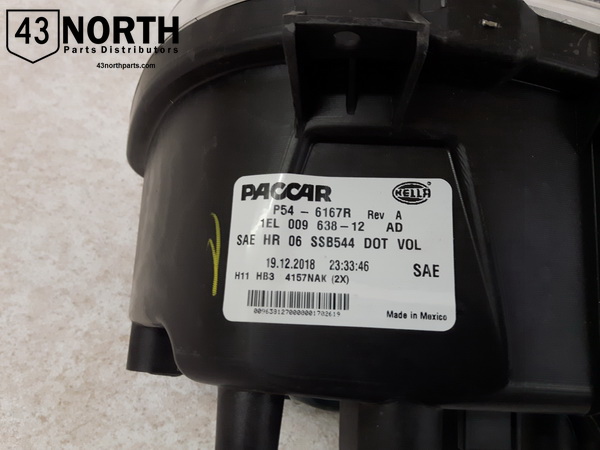 43 NORTH
Parts Distributors
43northparts.com
PACCAR HELLA
P54 - 6167R Rev A
1EL 009 638-12 AD
SAE HR 06 SSB544 DOT VOL
19.12.2018 23:33:46 SAE
H11 HB3 4157NAK (2X)
00963812700000001702619
Made in Mexico